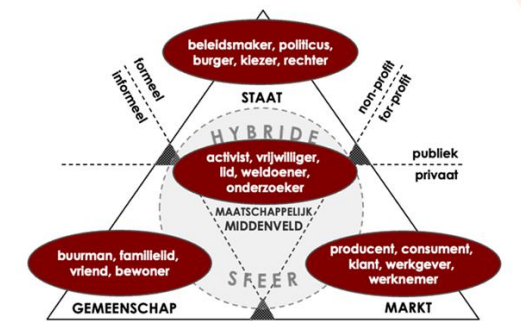 beleidsmaker, politicus,
burger, kiezer, rechter
STAAT
formeel
informeel
non-profit
for-profit
HYBRIDE
activist, vrijwilliger,
lid, weldoener,
onderzoeker
publiek
privaat
MAATSCHAPPELIJK
MIDDENVELD
buurman, familielid,
vriend, bewoner
producent, consument,
klant, werkgever,
werknemer
SFEER
GEMEENSCHAP
MARKT